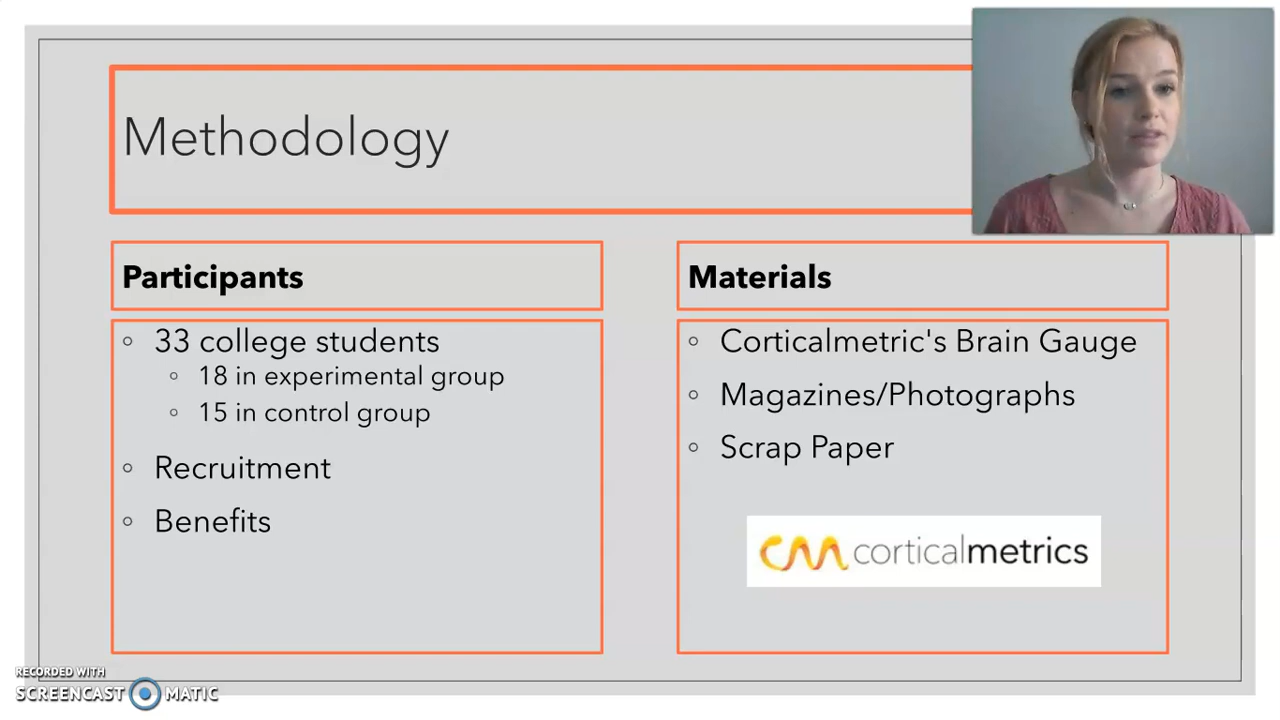 Methodology
Participants
33 college students
18 in experimental group
15 in control group
Recruitment
Benefits
Materials
Corticalmetric's Brain Gauge
Magazines/Photographs
Scrap Paper
cm corticalmetrics
RECORDED WITH
SCREENCAST MATIC